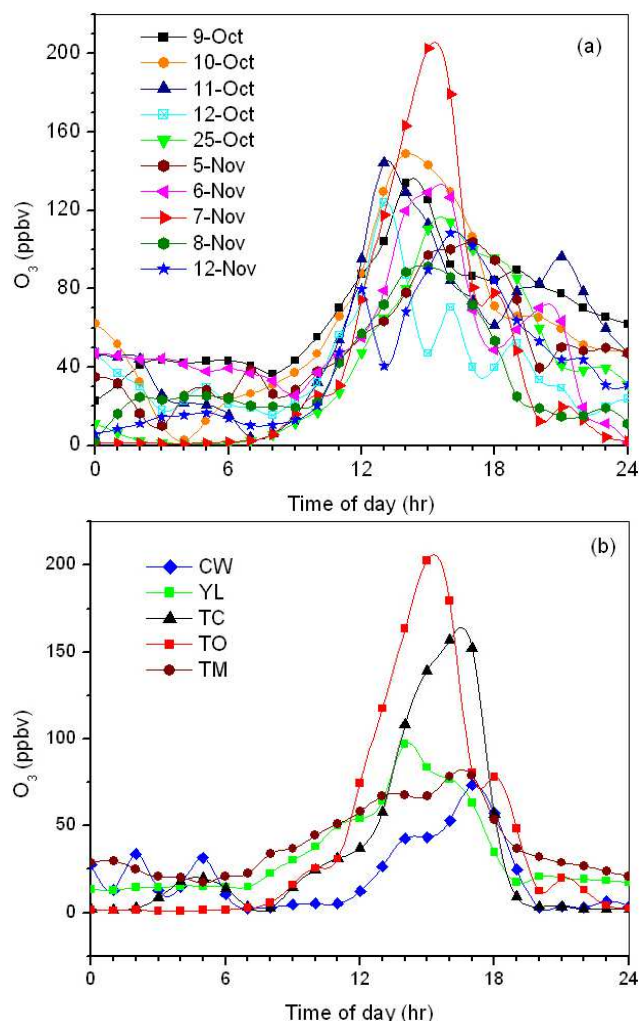 (a)
9-Oct
10-Oct
11-Oct
12-Oct
25-Oct
5-Nov
6-Nov
7-Nov
8-Nov
12-Nov
200
160
120
80
40
0
O3 (ppbv)
0 6 12 18 24
Time of day (hr)
(b)
CW
YL
TC
TO
TM
200
150
100
50
0
O3 (ppbv)
0 6 12 18 24
Time of day (hr)